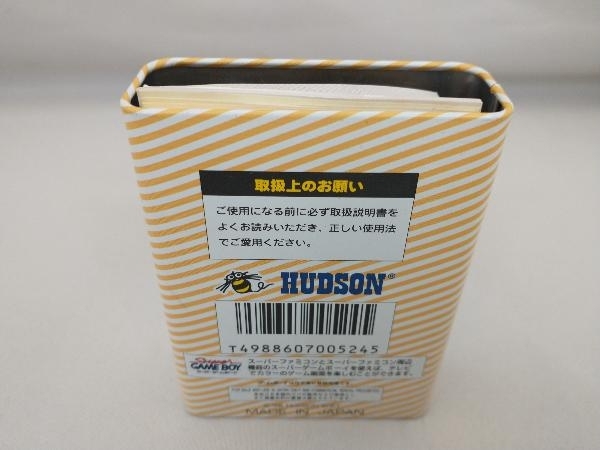 取扱上のお願い
ご使用になる前に必ず取扱説明書を
よくお読みいただき、正しい使用法
でご愛用ください。
HUDSON®
T4988607005245
Super
GAME BOY
スーパーファミコンとスーパーファミコン周辺
機器のスーパーゲームボーイを使えば、テレビ
でカラーのゲーム画面を楽しむことができます。
MADE IN JAPAN